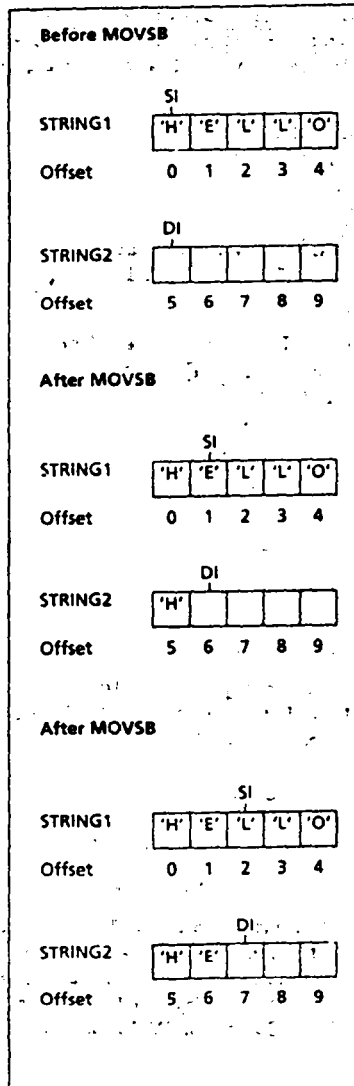 Before MOVSB
SI
STRING1 'H' 'E' 'L' 'L' 'O'
Offset 0 1 2 3 4
DI
STRING2
Offset 5 6 7 8 9
After MOVSB
SI
STRING1 'H' 'E' 'L' 'L' 'O'
Offset 0 1 2 3 4
DI
STRING2 'H'
Offset 5 6 7 8 9
After MOVSB
SI
STRING1 'H' 'E' 'L' 'L' 'O'
Offset 0 1 2 3 4
DI
STRING2 'H' 'E'
Offset 5 6 7 8 9